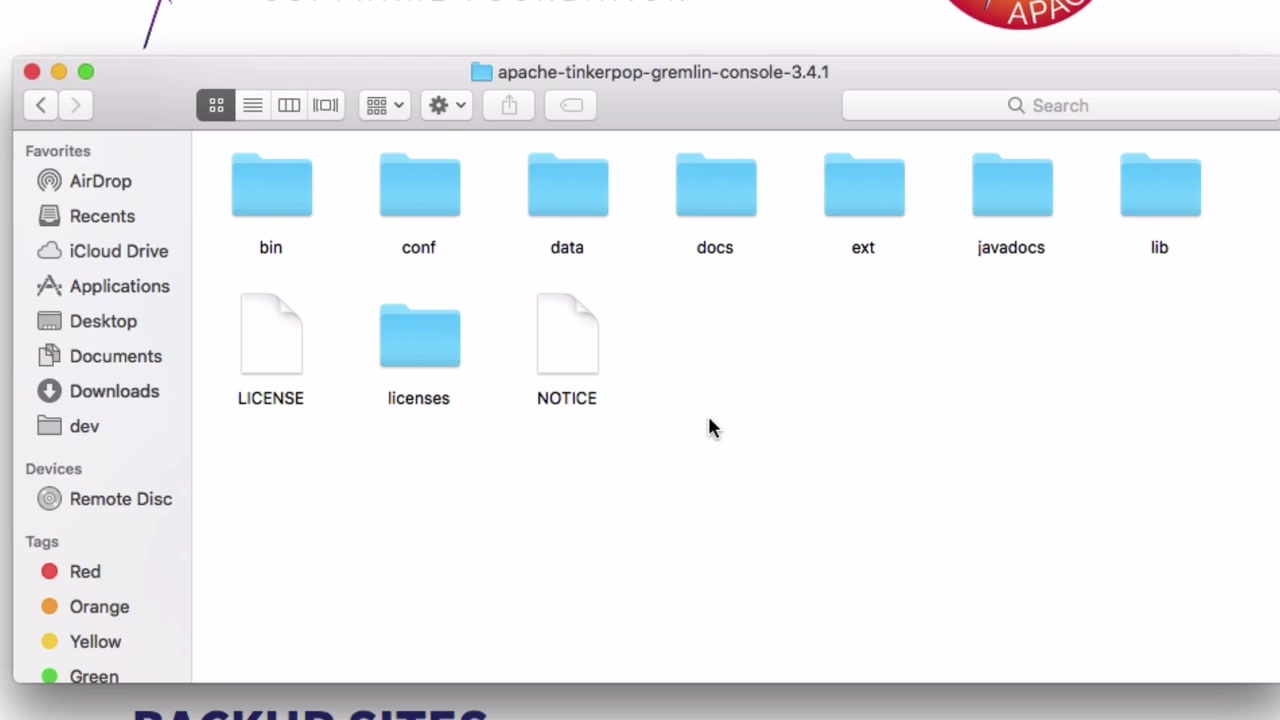 SOFTWARE FOUNDATION
APAC
apache-tinkerpop-gremlin-console-3.4.1
Search
Favorites
AirDrop
Recents
iCloud Drive
Applications
Desktop
Documents
Downloads
dev
Devices
Remote Disc
Tags
Red
Orange
Yellow
Green
bin
conf
data
docs
ext
javadocs
lib
LICENSE
licenses
NOTICE
BACKUP SITES